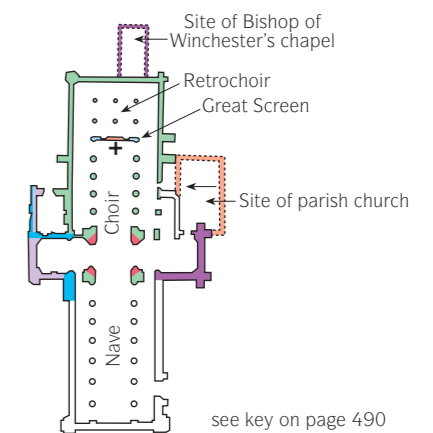 Site of Bishop of
Winchester’s chapel
Retrochoir
Great Screen
Choir
Site of parish church
Nave
see key on page 490